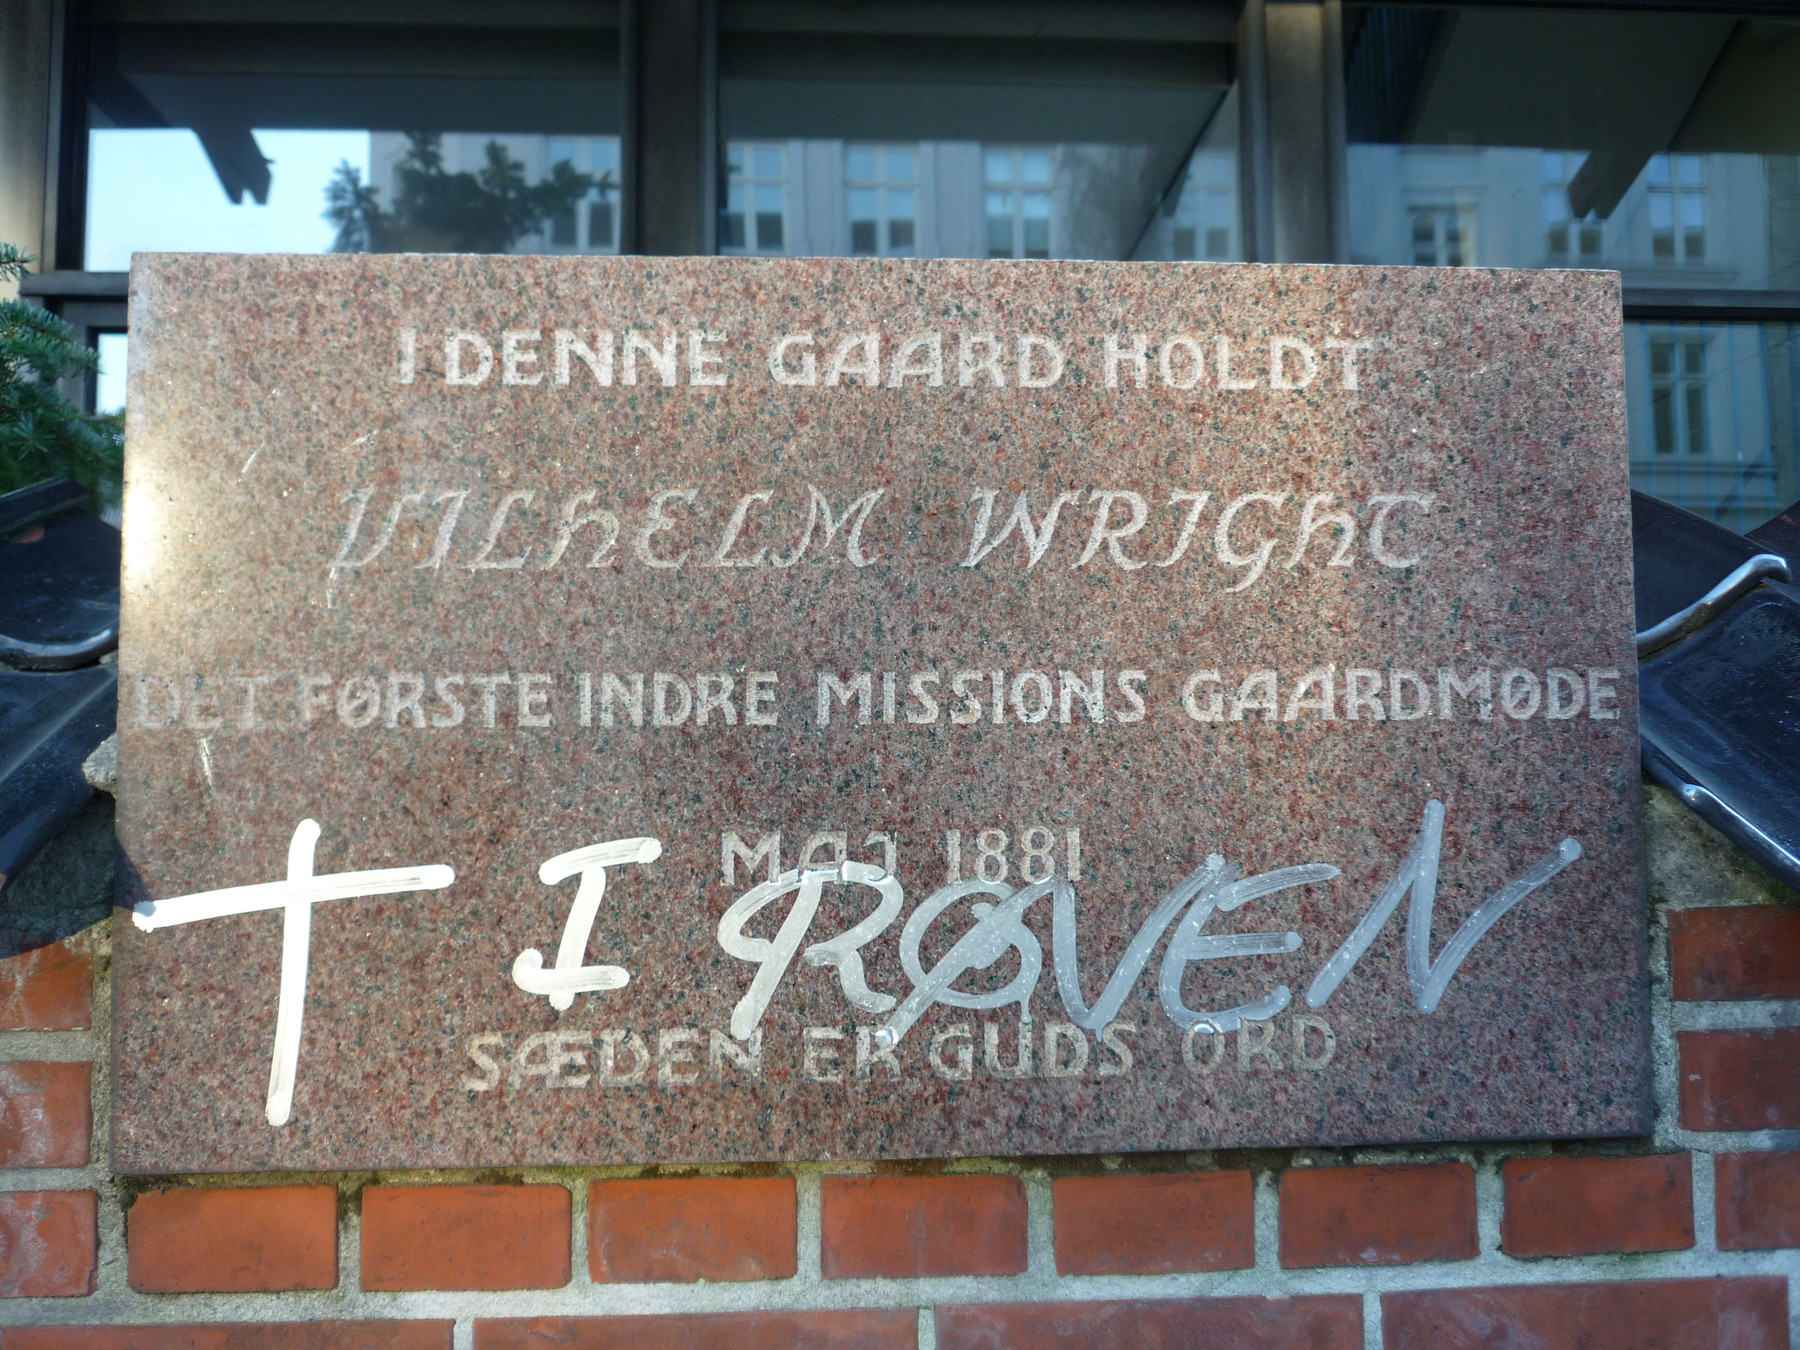 I DENNE GAARD HOLDT
VILHELM WRIGHT
DET FØRSTE INDRE MISSIONS GAARDMØDE
MAJ 1881
† I RØVEN
SÆDEN ER GUDS ORD